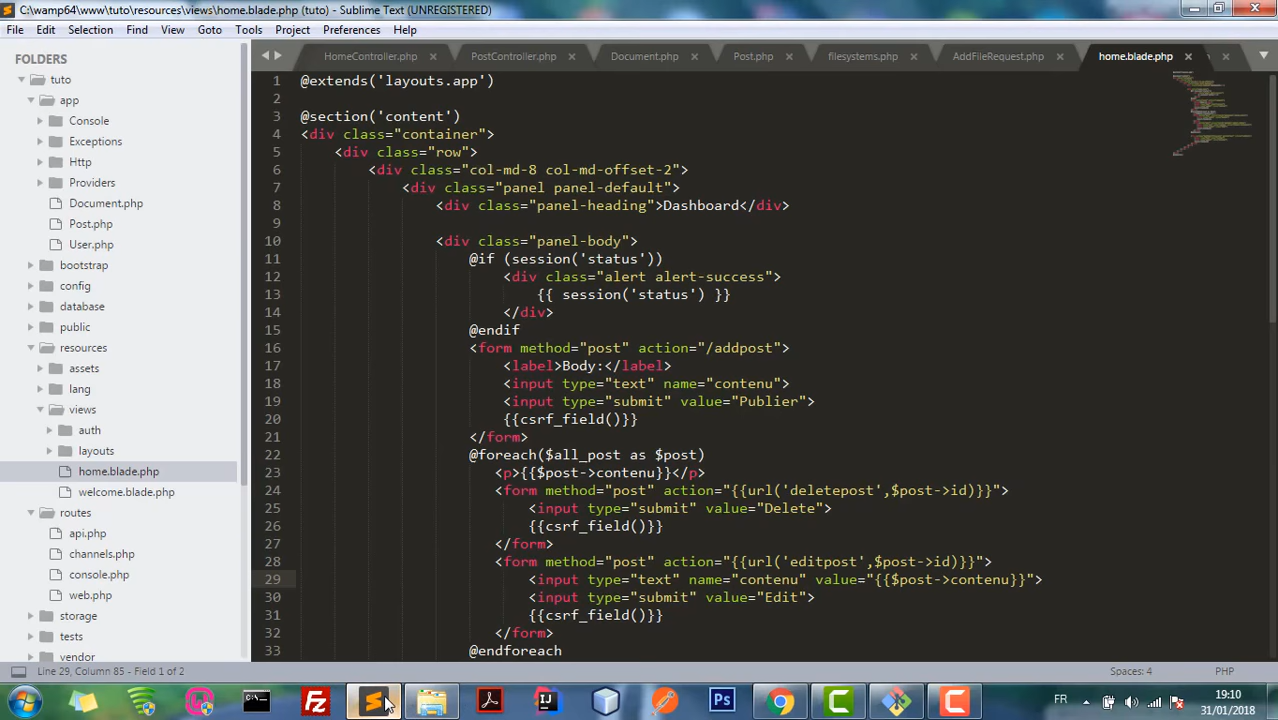 C:\wamp64\www\tuto\resources\views\home.blade.php (tuto) - Sublime Text (UNREGISTERED)
File Edit Selection Find View Goto Tools Project Preferences Help
FOLDERS
tuto
app
Console
Exceptions
Http
Providers
Document.php
Post.php
User.php
bootstrap
config
database
public
resources
assets
lang
views
auth
layouts
home.blade.php
welcome.blade.php
routes
api.php
channels.php
console.php
web.php
storage
tests
vendor
HomeController.php PostController.php Document.php Post.php filesystems.php AddFileRequest.php home.blade.php
1 @extends('layouts.app')
2
3 @section('content')
4 <div class="container">
5 <div class="row">
6 <div class="col-md-8 col-md-offset-2">
7 <div class="panel panel-default">
8 <div class="panel-heading">Dashboard</div>
9
10 <div class="panel-body">
11 @if (session('status'))
12 <div class="alert alert-success">
13 {{ session('status') }}
14 </div>
15 @endif
16 <form method="post" action="/addpost">
17 <label>Body:</label>
18 <input type="text" name="contenu">
19 <input type="submit" value="Publier">
20 {{csrf_field()}}
21 </form>
22 @foreach($all_post as $post)
23 <p>{{$post->contenu}}</p>
24 <form method="post" action="{{url('deletepost',$post->id)}}">
25 <input type="submit" value="Delete">
26 {{csrf_field()}}
27 </form>
28 <form method="post" action="{{url('editpost',$post->id)}}">
29 <input type="text" name="contenu" value="{{$post->contenu}}">
30 <input type="submit" value="Edit">
31 {{csrf_field()}}
32 </form>
33 @endforeach
Line 29, Column 85 - Field 1 of 2 Spaces: 4 PHP
C:\ Fz S IJ Ps C C
FR 19:10
31/01/2018